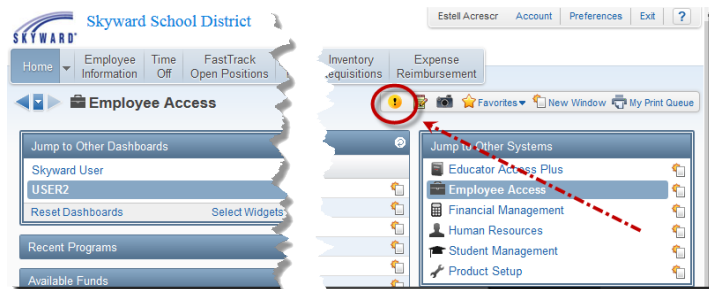 SKYWARD
Skyward School District
Estell Acrescr Account Preferences Exit ?
Home Employee Information Time Off FastTrack Open Positions
Inventory equisitions Expense Reimbursement
Employee Access
Favorites New Window My Print Queue
Jump to Other Dashboards
Skyward User
USER2
Reset Dashboards Select Widgets
Recent Programs
Available Funds
Jump to Other Systems
Educator Access Plus
Employee Access
Financial Management
Human Resources
Student Management
Product Setup